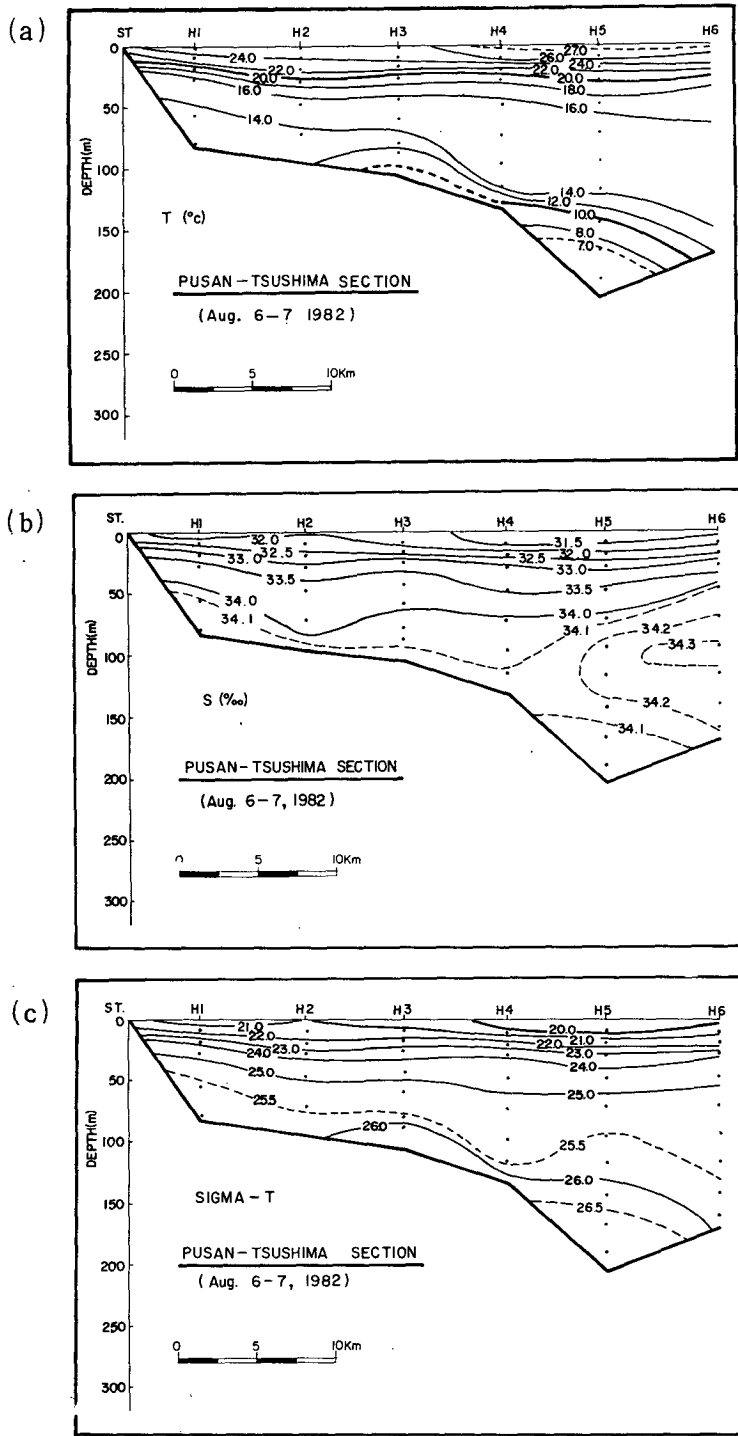 (a)
ST. H1 H2 H3 H4 H5 H6
0
50
100
150
200
250
300
DEPTH(m)
27.0
24.0 26.0
22.0 22.0 24.0
20.0 20.0
16.0 18.0
16.0
14.0
14.0
12.0
10.0
8.0
7.0
T (°c)
PUSAN-TSUSHIMA SECTION
(Aug. 6-7 1982)
0 5 10Km
(b)
ST. H1 H2 H3 H4 H5 H6
0
50
100
150
200
250
300
DEPTH(m)
32.0 31.5
32.5 32.0
33.0 32.5 33.0
33.5 33.5
34.0 34.0
34.1 34.1
34.2
34.3
34.2
34.1
S (‰)
PUSAN-TSUSHIMA SECTION
(Aug. 6-7, 1982)
0 5 10Km
(c)
ST. H1 H2 H3 H4 H5 H6
0
50
100
150
200
250
300
DEPTH(m)
21.0 20.0
22.0 21.0
23.0 22.0 23.0
24.0 24.0
25.0 25.0
25.5 25.5
26.0 26.0
26.5
SIGMA-T
PUSAN-TSUSHIMA SECTION
(Aug. 6-7, 1982)
0 5 10Km